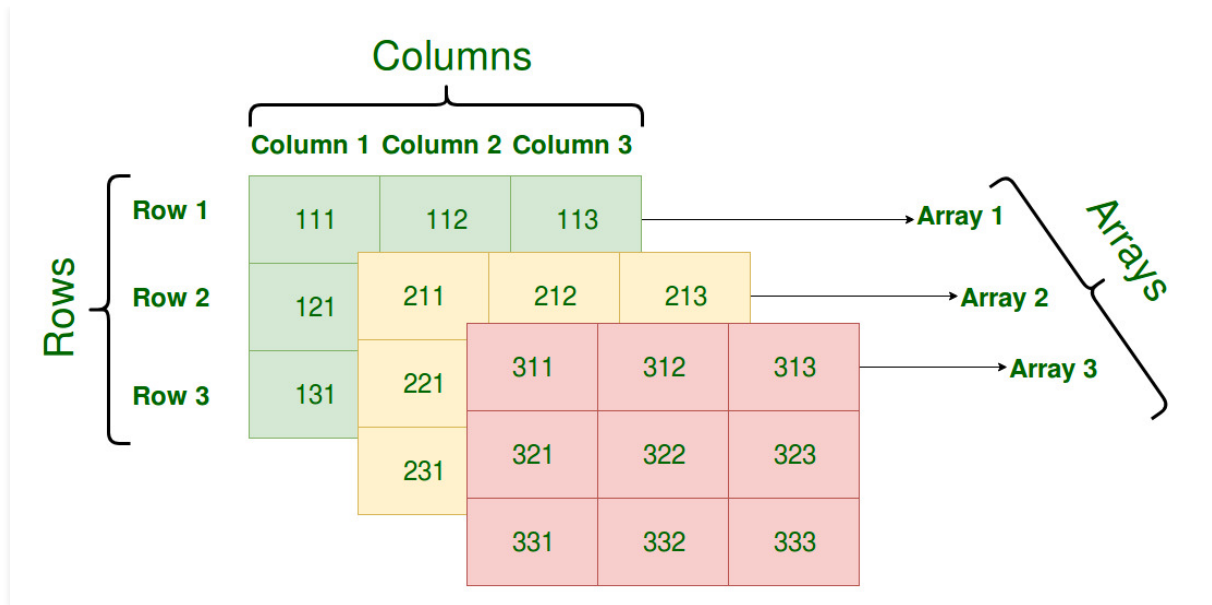 Columns
Column 1 Column 2 Column 3
Rows
Row 1
Row 2
Row 3
111 112 113
121
131
211 212 213
221
231
311 312 313
321 322 323
331 332 333
Array 1
Array 2
Array 3
Arrays